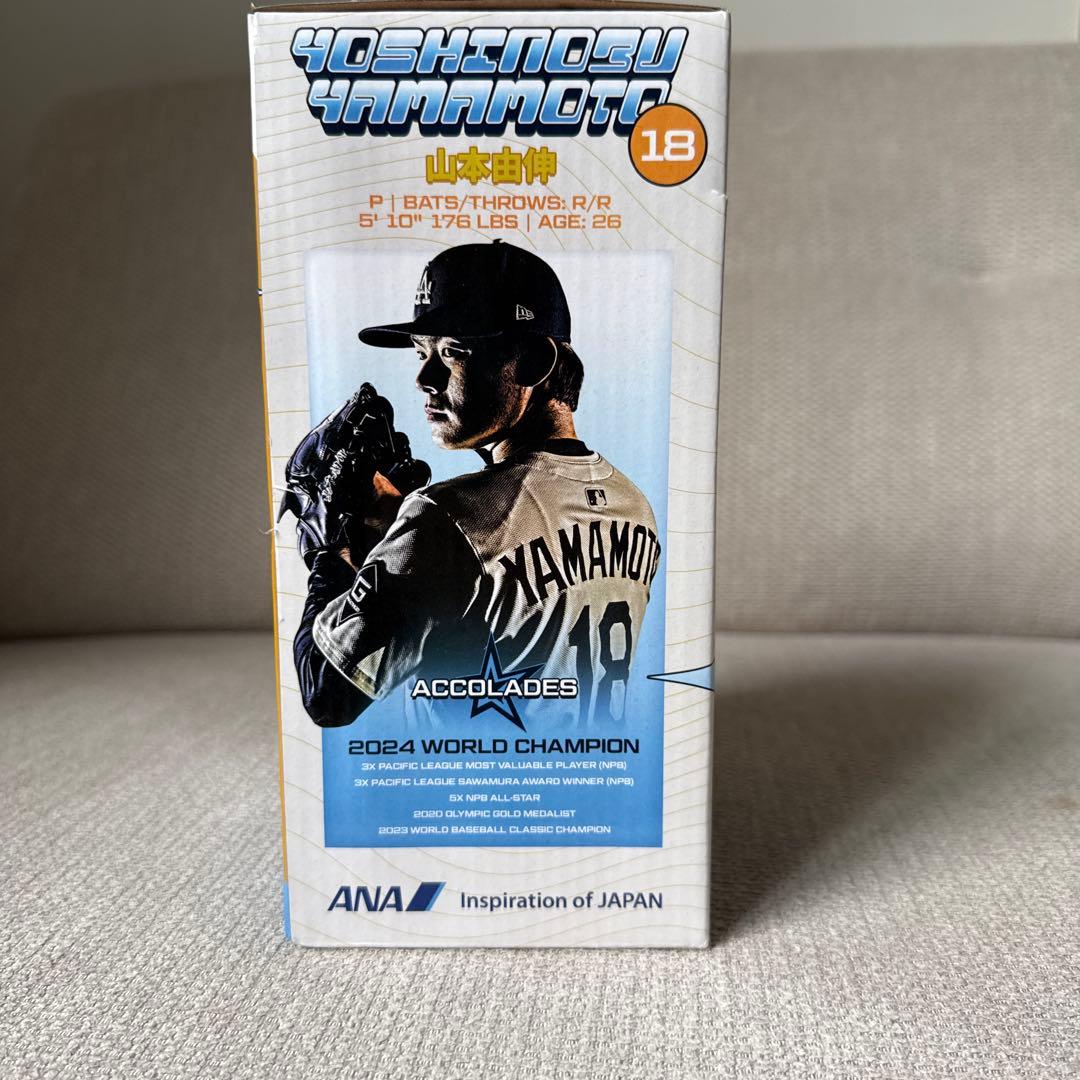 YOSHINOBU
YAMAMOTO
18
山本由伸
P | BATS/THROWS: R/R
5' 10" 176 LBS | AGE: 26
LA
YAMAMOTO
18
ACCOLADES
2024 WORLD CHAMPION
3X PACIFIC LEAGUE MOST VALUABLE PLAYER (NPB)
3X PACIFIC LEAGUE SAWAMURA AWARD WINNER (NPB)
5X NPB ALL-STAR
2020 OLYMPIC GOLD MEDALIST
2023 WORLD BASEBALL CLASSIC CHAMPION
ANA Inspiration of JAPAN